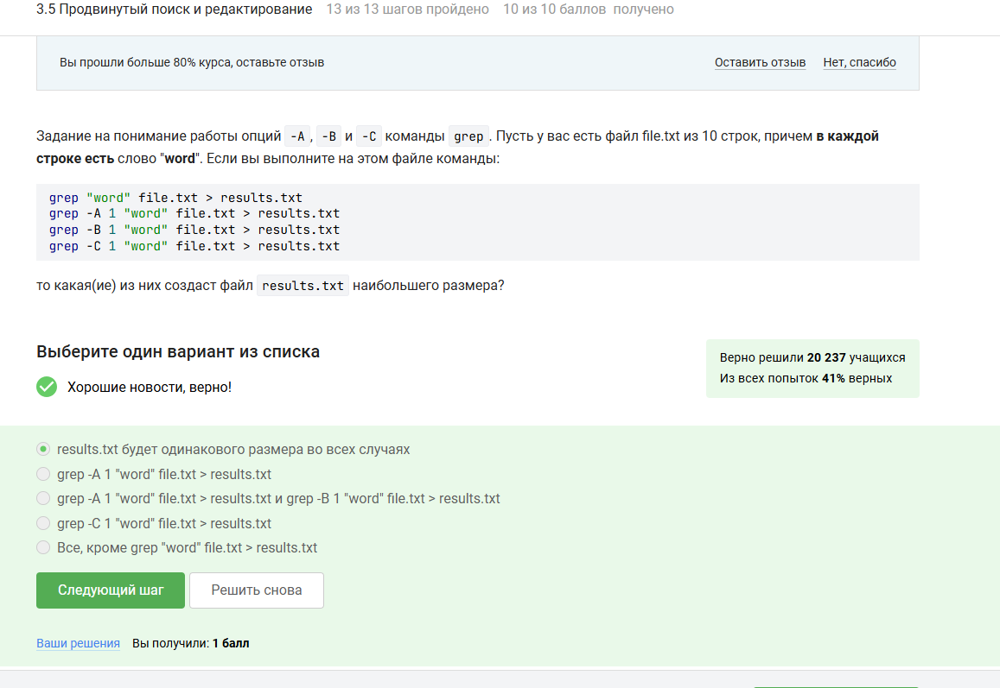 3.5 Продвинутый поиск и редактирование 13 из 13 шагов пройдено 10 из 10 баллов получено
Вы прошли больше 80% курса, оставьте отзыв Оставить отзыв Нет, спасибо
Задание на понимание работы опций -A, -B и -C команды grep. Пусть у вас есть файл file.txt из 10 строк, причем в каждой
строке есть слово "word". Если вы выполните на этом файле команды:
grep "word" file.txt > results.txt
grep -A 1 "word" file.txt > results.txt
grep -B 1 "word" file.txt > results.txt
grep -C 1 "word" file.txt > results.txt
то какая(ие) из них создаст файл results.txt наибольшего размера?
Выберите один вариант из списка
Верно решили 20 237 учащихся
Из всех попыток 41% верных
Хорошие новости, верно!
results.txt будет одинакового размера во всех случаях
grep -A 1 "word" file.txt > results.txt
grep -A 1 "word" file.txt > results.txt и grep -B 1 "word" file.txt > results.txt
grep -C 1 "word" file.txt > results.txt
Все, кроме grep "word" file.txt > results.txt
Следующий шаг Решить снова
Ваши решения Вы получили: 1 балл